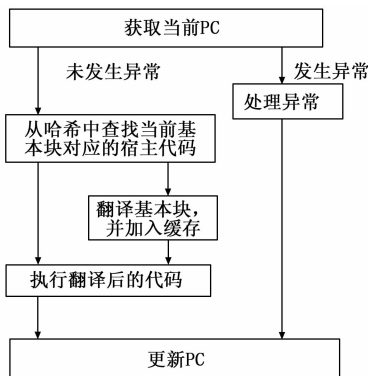 获取当前PC
未发生异常
发生异常
处理异常
从哈希中查找当前基
本块对应的宿主代码
翻译基本块，
并加入缓存
执行翻译后的代码
更新PC